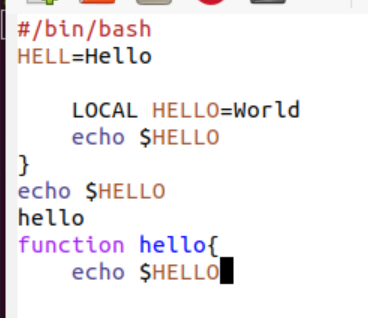 #/bin/bash
HELL=Hello
LOCAL HELLO=World
echo $HELLO
}
echo $HELLO
hello
function hello{
echo $HELLO